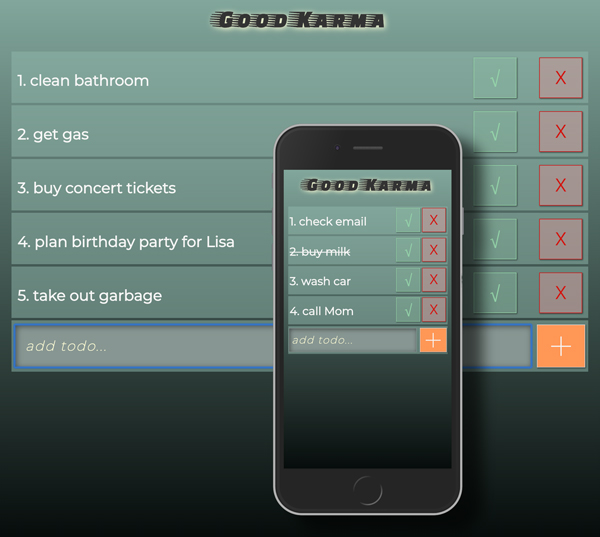 GOOD KARMA
1. clean bathroom √ X
2. get gas √ X
3. buy concert tickets √ X
4. plan birthday party for Lisa √ X
5. take out garbage √ X
add todo... +
GOOD KARMA
1. check email √ X
2. buy milk √ X
3. wash car √ X
4. call Mom √ X
add todo... +